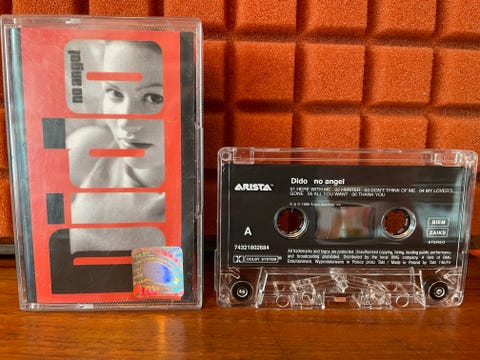 Dido
no angel
Dido no angel
ARISTA
01 HERE WITH ME 02 HUNTER 03 DON'T THINK OF ME 04 MY LOVER'S
GONE 05 ALL YOU WANT 06 THANK YOU
A
74321802684
BIEM
ZAIKS
STEREO
All trademarks and logos are protected. Unauthorised copying, hiring, lending public performance
and broadcasting prohibited. Distributed by the local BMG company A Unit of BMG
Entertainment.
DOLBY SYSTEM
Made in Poland by Takt